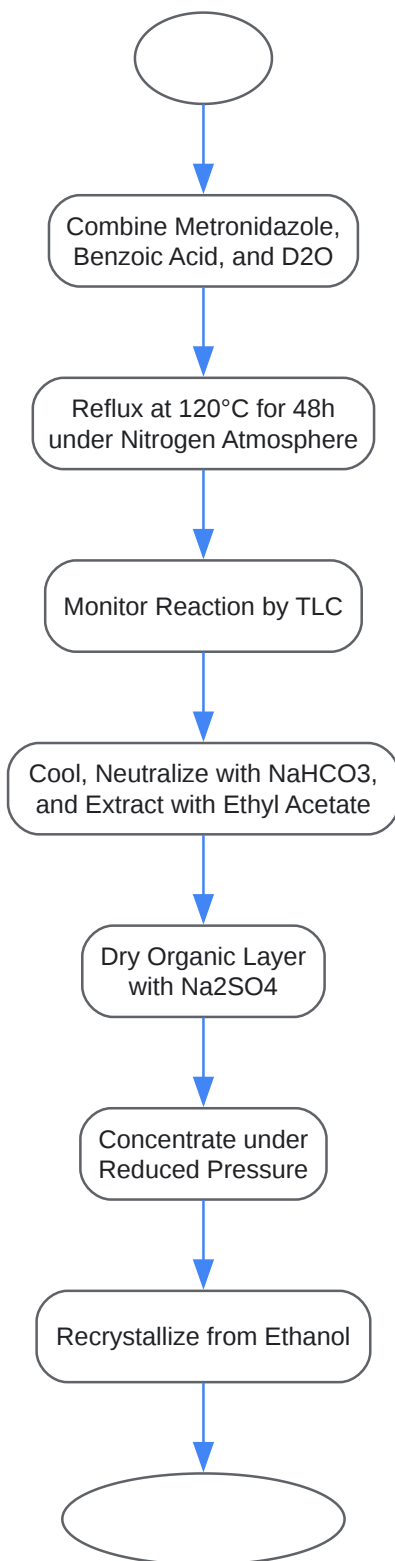 Combine Metronidazole,
Benzoic Acid, and D2O
Reflux at 120°C for 48h
under Nitrogen Atmosphere
Monitor Reaction by TLC
Cool, Neutralize with NaHCO3,
and Extract with Ethyl Acetate
Dry Organic Layer
with Na2SO4
Concentrate under
Reduced Pressure
Recrystallize from Ethanol